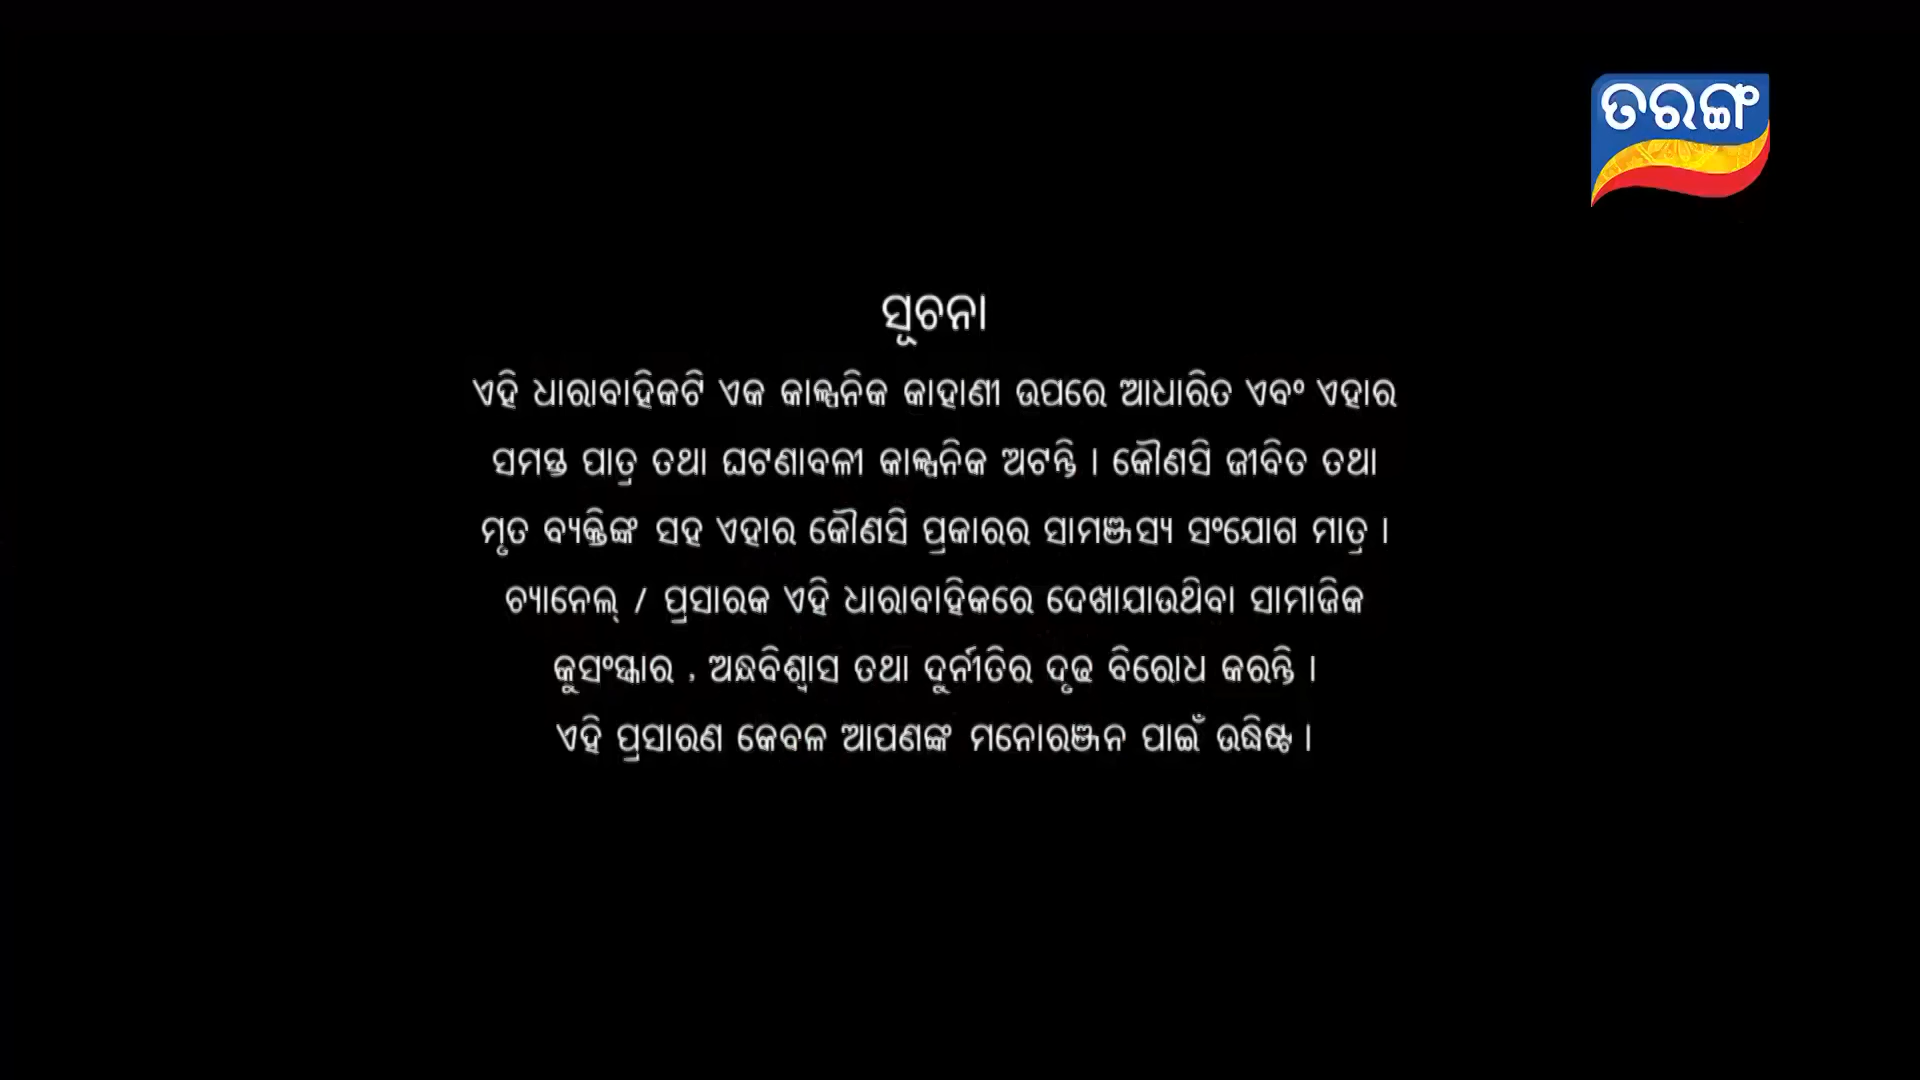 ତରଙ୍ଗ
ସୂଚନା
ଏହି ଧାରାବାହିକଟି ଏକ କାଳ୍ପନିକ କାହାଣୀ ଉପରେ ଆଧାରିତ ଏବଂ ଏହାର
ସମସ୍ତ ପାତ୍ର ତଥା ଘଟଣାବଳୀ କାଳ୍ପନିକ ଅଟନ୍ତି । କୌଣସି ଜୀବିତ ତଥା
ମୃତ ବ୍ୟକ୍ତିଙ୍କ ସହ ଏହାର କୌଣସି ପ୍ରକାରର ସାମଞ୍ଜସ୍ୟ ସଂଯୋଗ ମାତ୍ର ।
ଚ୍ୟାନେଲ୍ / ପ୍ରସାରକ ଏହି ଧାରାବାହିକରେ ଦେଖାଯାଉଥିବା ସାମାଜିକ
କୁସଂସ୍କାର , ଅନ୍ଧବିଶ୍ୱାସ ତଥା ଦୁର୍ନୀତିର ଦୃଢ ବିରୋଧ କରନ୍ତି ।
ଏହି ପ୍ରସାରଣ କେବଳ ଆପଣଙ୍କ ମନୋରଞ୍ଜନ ପାଇଁ ଉଦ୍ଧିଷ୍ଟ ।